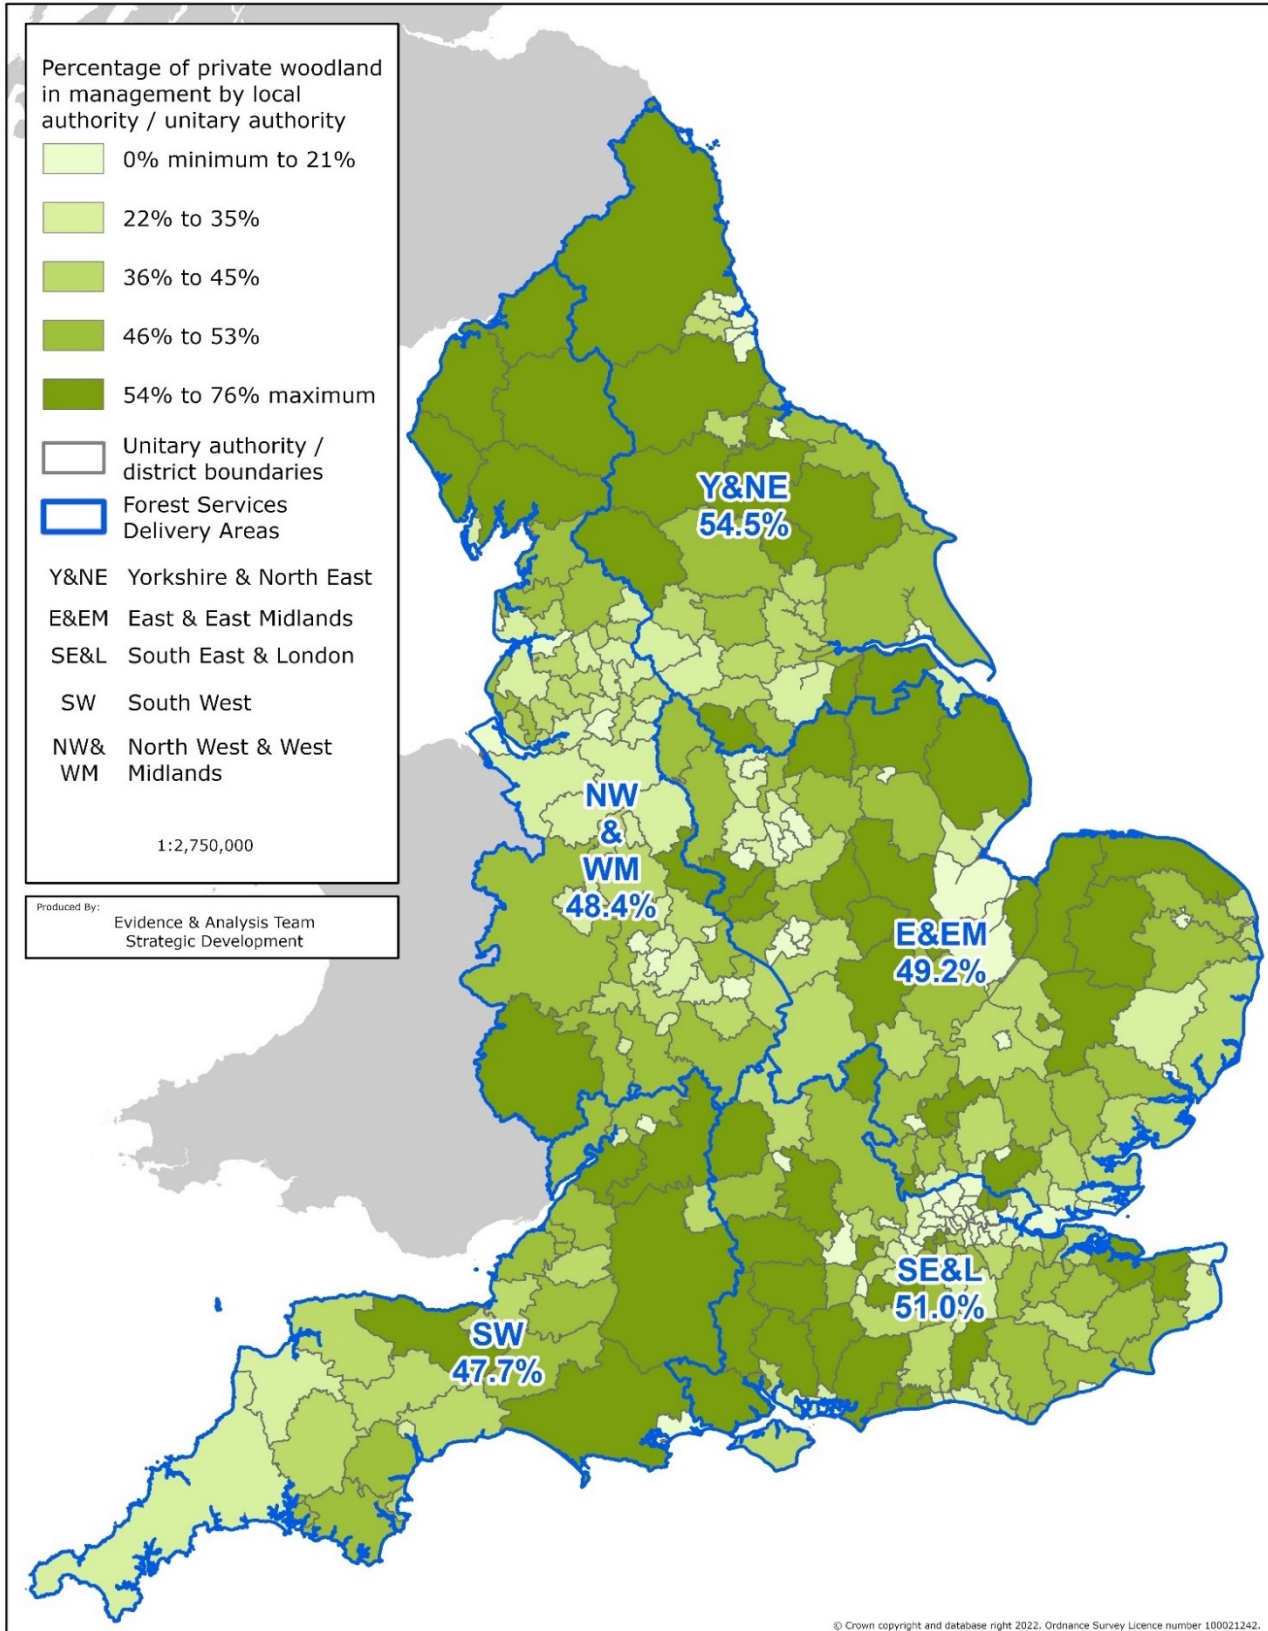 Percentage of private woodland
in management by local
authority / unitary authority
0% minimum to 21%
22% to 35%
36% to 45%
46% to 53%
54% to 76% maximum
Unitary authority /
district boundaries
Forest Services
Delivery Areas
Y&NE Yorkshire & North East
E&EM East & East Midlands
SE&L South East & London
SW South West
NW& North West & West
WM Midlands
1:2,750,000
Produced By:
Evidence & Analysis Team
Strategic Development
Y&NE
54.5%
NW
&
WM
48.4%
E&EM
49.2%
SE&L
51.0%
SW
47.7%
© Crown copyright and database right 2022. Ordnance Survey Licence number 100021242.